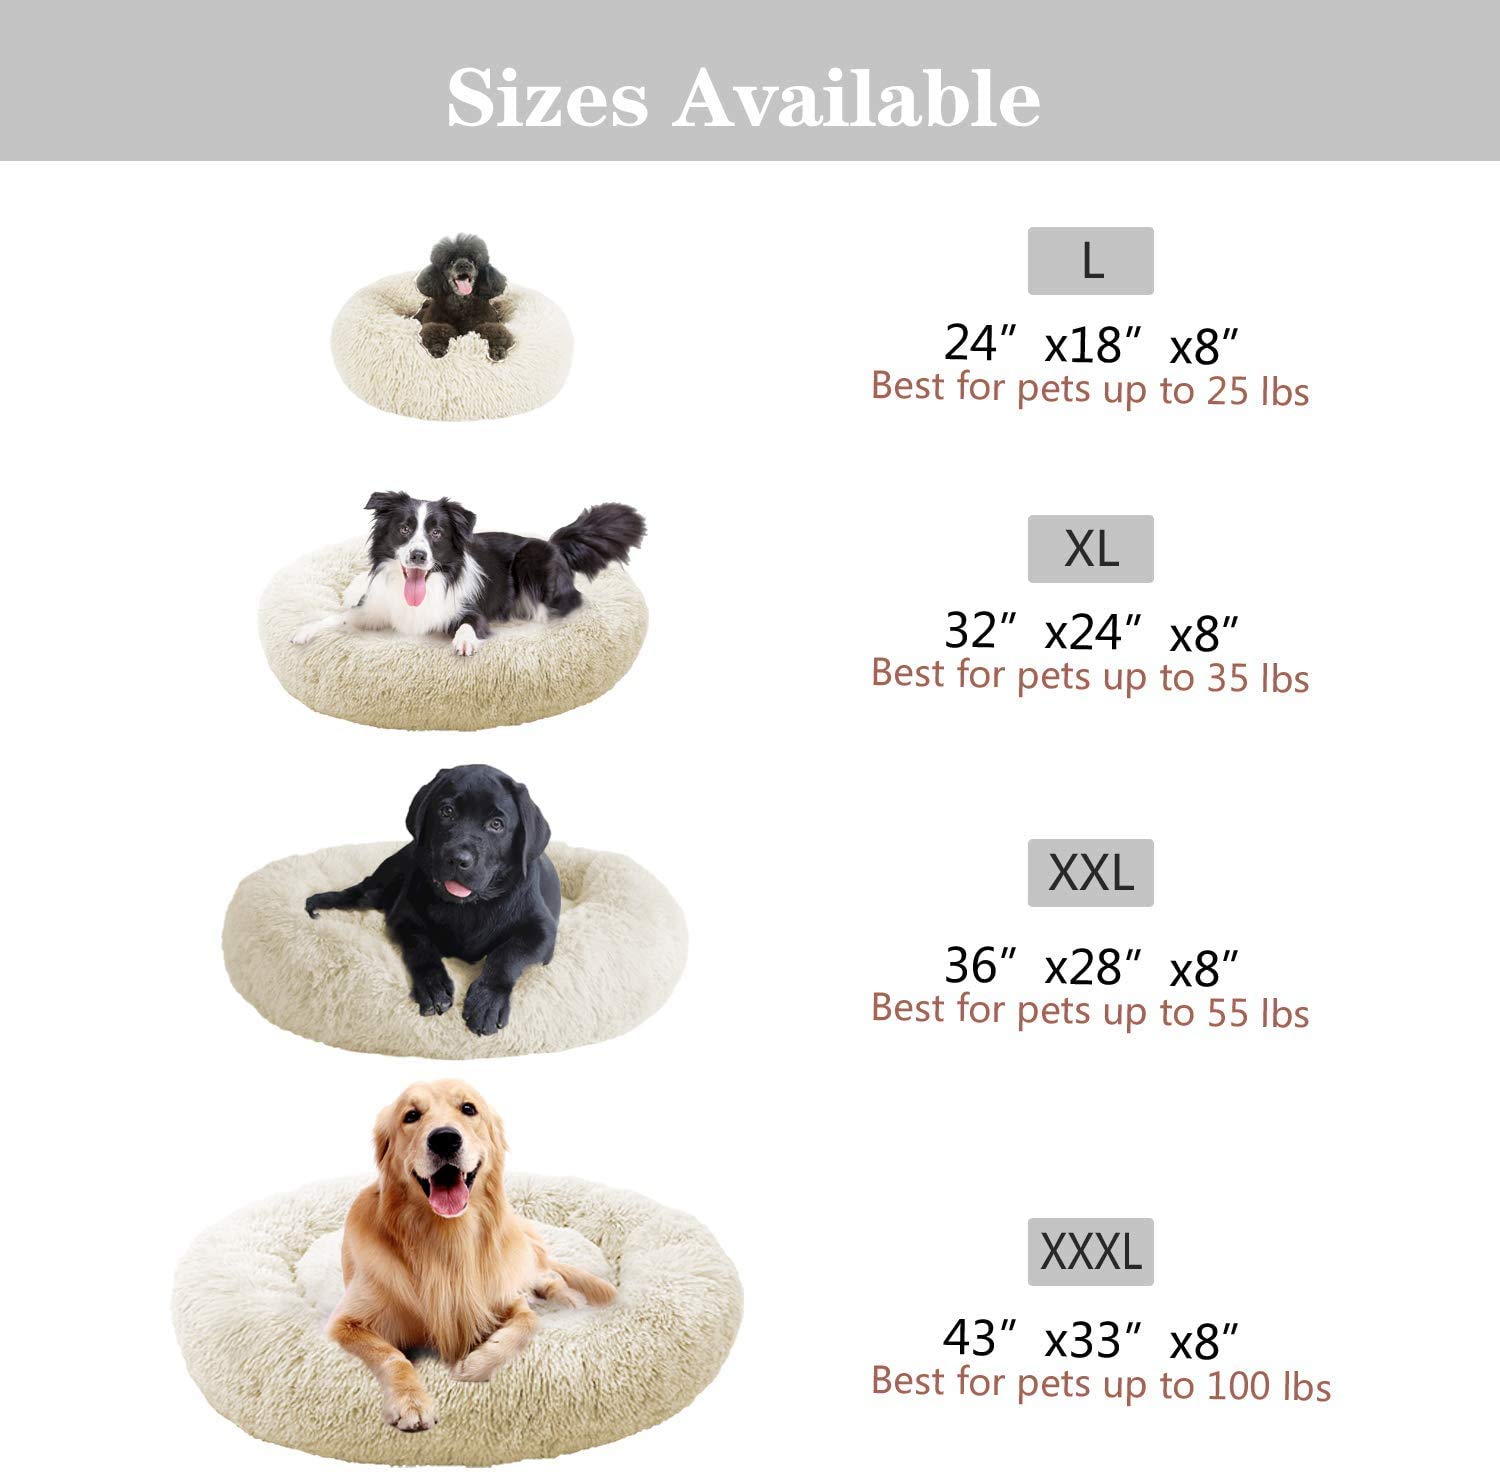 Sizes Available
L
24" x18" x8"
Best for pets up to 25 lbs
XL
32" x24" x8"
Best for pets up to 35 lbs
XXL
36" x28" x8"
Best for pets up to 55 lbs
XXXL
43" x33" x8"
Best for pets up to 100 lbs